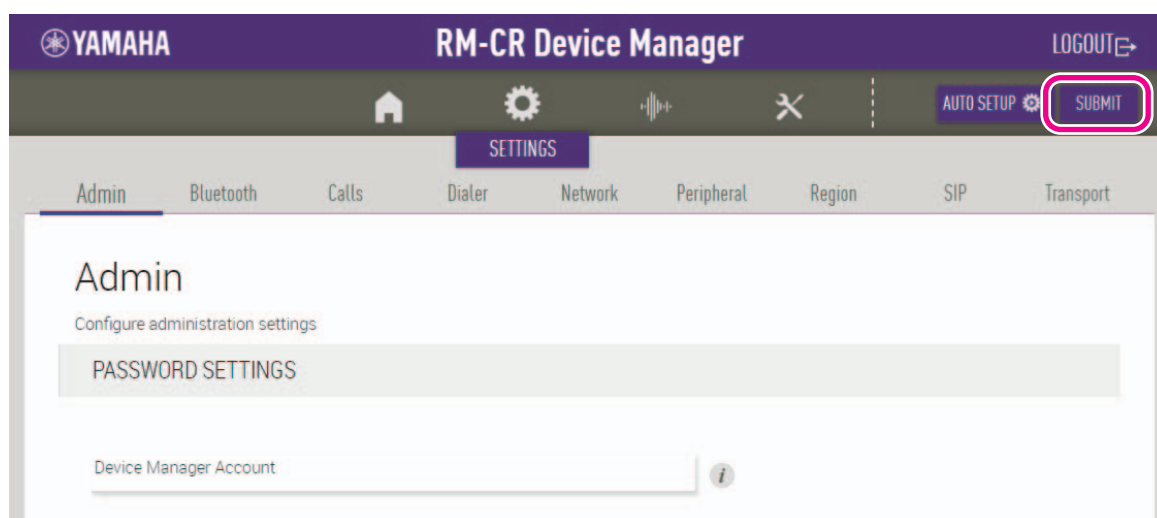 YAMAHA RM-CR Device Manager LOGOUT
AUTO SETUP SUBMIT
SETTINGS
Admin Bluetooth Calls Dialer Network Peripheral Region SIP Transport
Admin
Configure administration settings
PASSWORD SETTINGS
Device Manager Account i